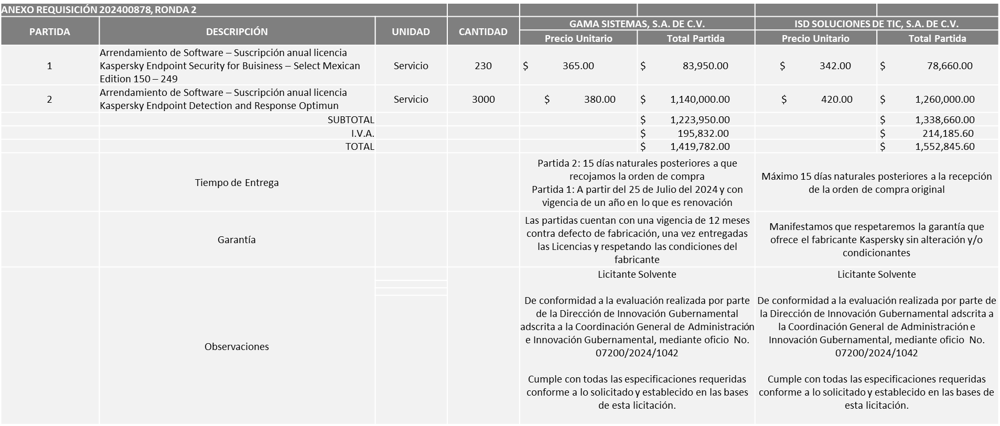 ANEXO REQUISICIÓN 202400878, RONDA 2
PARTIDA
DESCRIPCIÓN
UNIDAD
CANTIDAD
GAMA SISTEMAS, S.A. DE C.V.
ISD SOLUCIONES DE TIC, S.A. DE C.V.
Precio Unitario
Total Partida
Precio Unitario
Total Partida
1
Arrendamiento de Software – Suscripción anual licencia
Kaspersky Endpoint Security for Buisiness – Select Mexican
Edition 150 – 249
Servicio
230
$ 365.00
$ 83,950.00
$ 342.00
$ 78,660.00
2
Arrendamiento de Software – Suscripción anual licencia
Kaspersky Endpoint Detection and Response Optimun
Servicio
3000
$ 380.00
$ 1,140,000.00
$ 420.00
$ 1,260,000.00
SUBTOTAL
$ 1,223,950.00
$ 1,338,660.00
I.V.A.
$ 195,832.00
$ 214,185.60
TOTAL
$ 1,419,782.00
$ 1,552,845.60
Tiempo de Entrega
Partida 2: 15 días naturales posteriores a que
recojamos la orden de compra
Partida 1: A partir del 25 de Julio del 2024 y con
vigencia de un año en lo que es renovación
Máximo 15 días naturales posteriores a la recepción
de la orden de compra original
Garantía
Las partidas cuentan con una vigencia de 12 meses
contra defecto de fabricación, una vez entregadas
las Licencias y respetando las condiciones del
fabricante
Manifestamos que respetaremos la garantía que
ofrece el fabricante Kaspersky sin alteración y/o
condicionantes
Observaciones
Licitante Solvente
De conformidad a la evaluación realizada por parte
de la Dirección de Innovación Gubernamental
adscrita a la Coordinación General de Administración
e Innovación Gubernamental, mediante oficio No.
07200/2024/1042
Cumple con todas las especificaciones requeridas
conforme a lo solicitado y establecido en las bases
de esta licitación.
Licitante Solvente
De conformidad a la evaluación realizada por parte de
la Dirección de Innovación Gubernamental adscrita a
la Coordinación General de Administración e
Innovación Gubernamental, mediante oficio No.
07200/2024/1042
Cumple con todas las especificaciones requeridas
conforme a lo solicitado y establecido en las bases de
esta licitación.